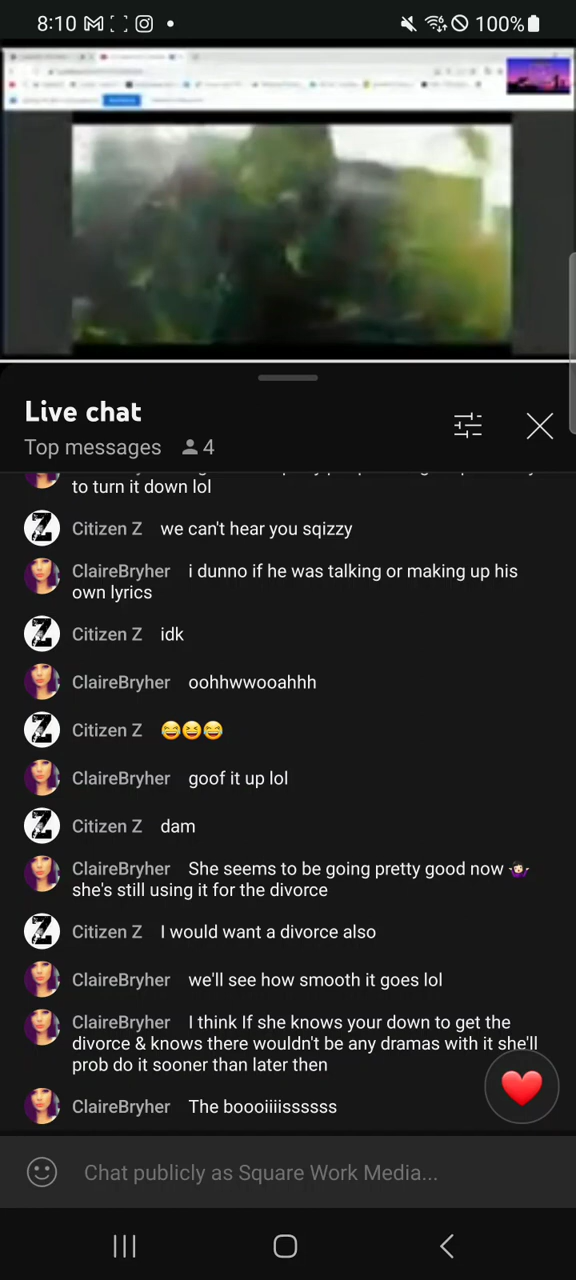 8:10
100%
Live chat
Top messages 4
to turn it down lol
Citizen Z we can't hear you sqizzy
ClaireBryher i dunno if he was talking or making up his
own lyrics
Citizen Z idk
ClaireBryher oohhwwooahhh
Citizen Z 😂😆😂
ClaireBryher goof it up lol
Citizen Z dam
ClaireBryher She seems to be going pretty good now 🤷🏻‍♀️
she's still using it for the divorce
Citizen Z I would want a divorce also
ClaireBryher we'll see how smooth it goes lol
ClaireBryher I think If she knows your down to get the
divorce & knows there wouldn't be any dramas with it she'll
prob do it sooner than later then
ClaireBryher The boooiiiissssss
Chat publicly as Square Work Media...